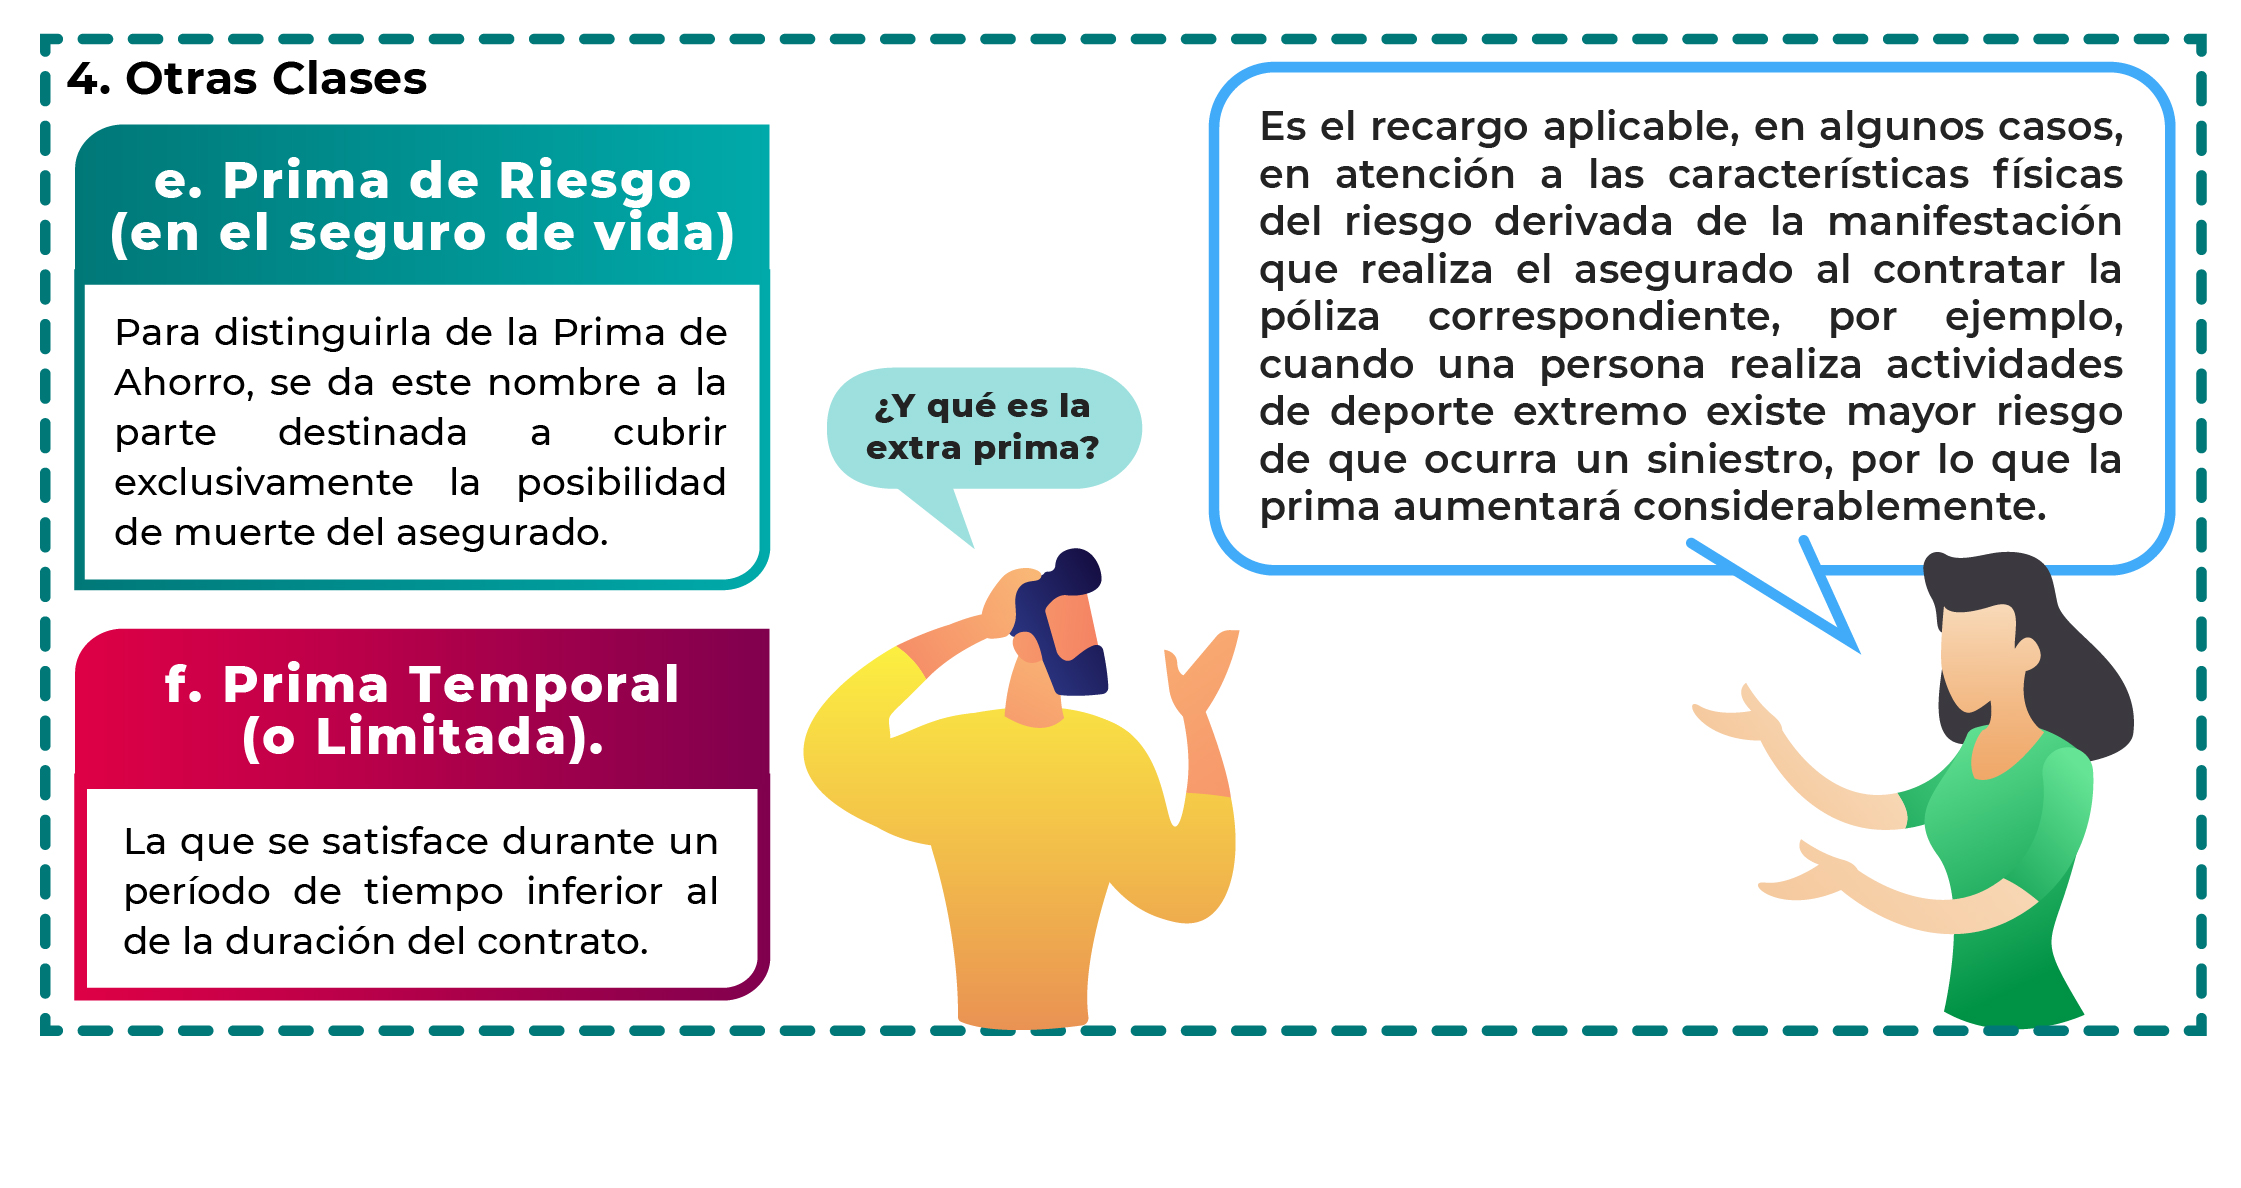 4. Otras Clases
e. Prima de Riesgo
(en el seguro de vida)
Para distinguirla de la Prima de
Ahorro, se da este nombre a la
parte destinada a cubrir
exclusivamente la posibilidad
de muerte del asegurado.
f. Prima Temporal
(o Limitada).
La que se satisface durante un
período de tiempo inferior al
de la duración del contrato.
¿Y qué es la
extra prima?
Es el recargo aplicable, en algunos casos,
en atención a las características físicas
del riesgo derivada de la manifestación
que realiza el asegurado al contratar la
póliza correspondiente, por ejemplo,
cuando una persona realiza actividades
de deporte extremo existe mayor riesgo
de que ocurra un siniestro, por lo que la
prima aumentará considerablemente.